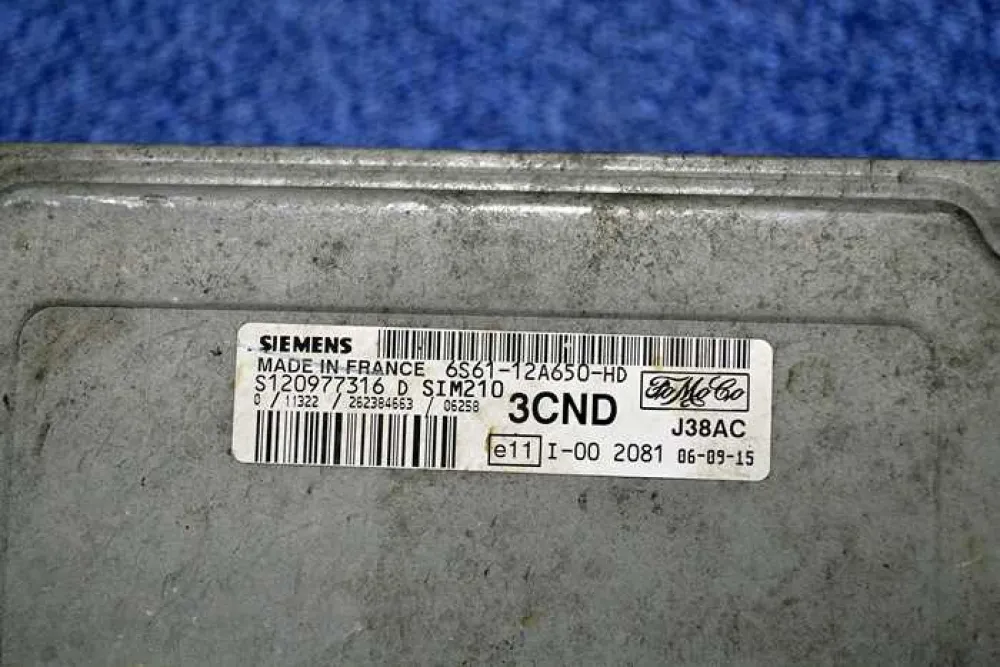 SIEMENS
MADE IN FRANCE 6S61-12A650-HD
S120977316 D SIM210
FoMoCo
0 / 11322 / 262384663 / 06258
3CND
J38AC
e11 I-00 2081 06-09-15